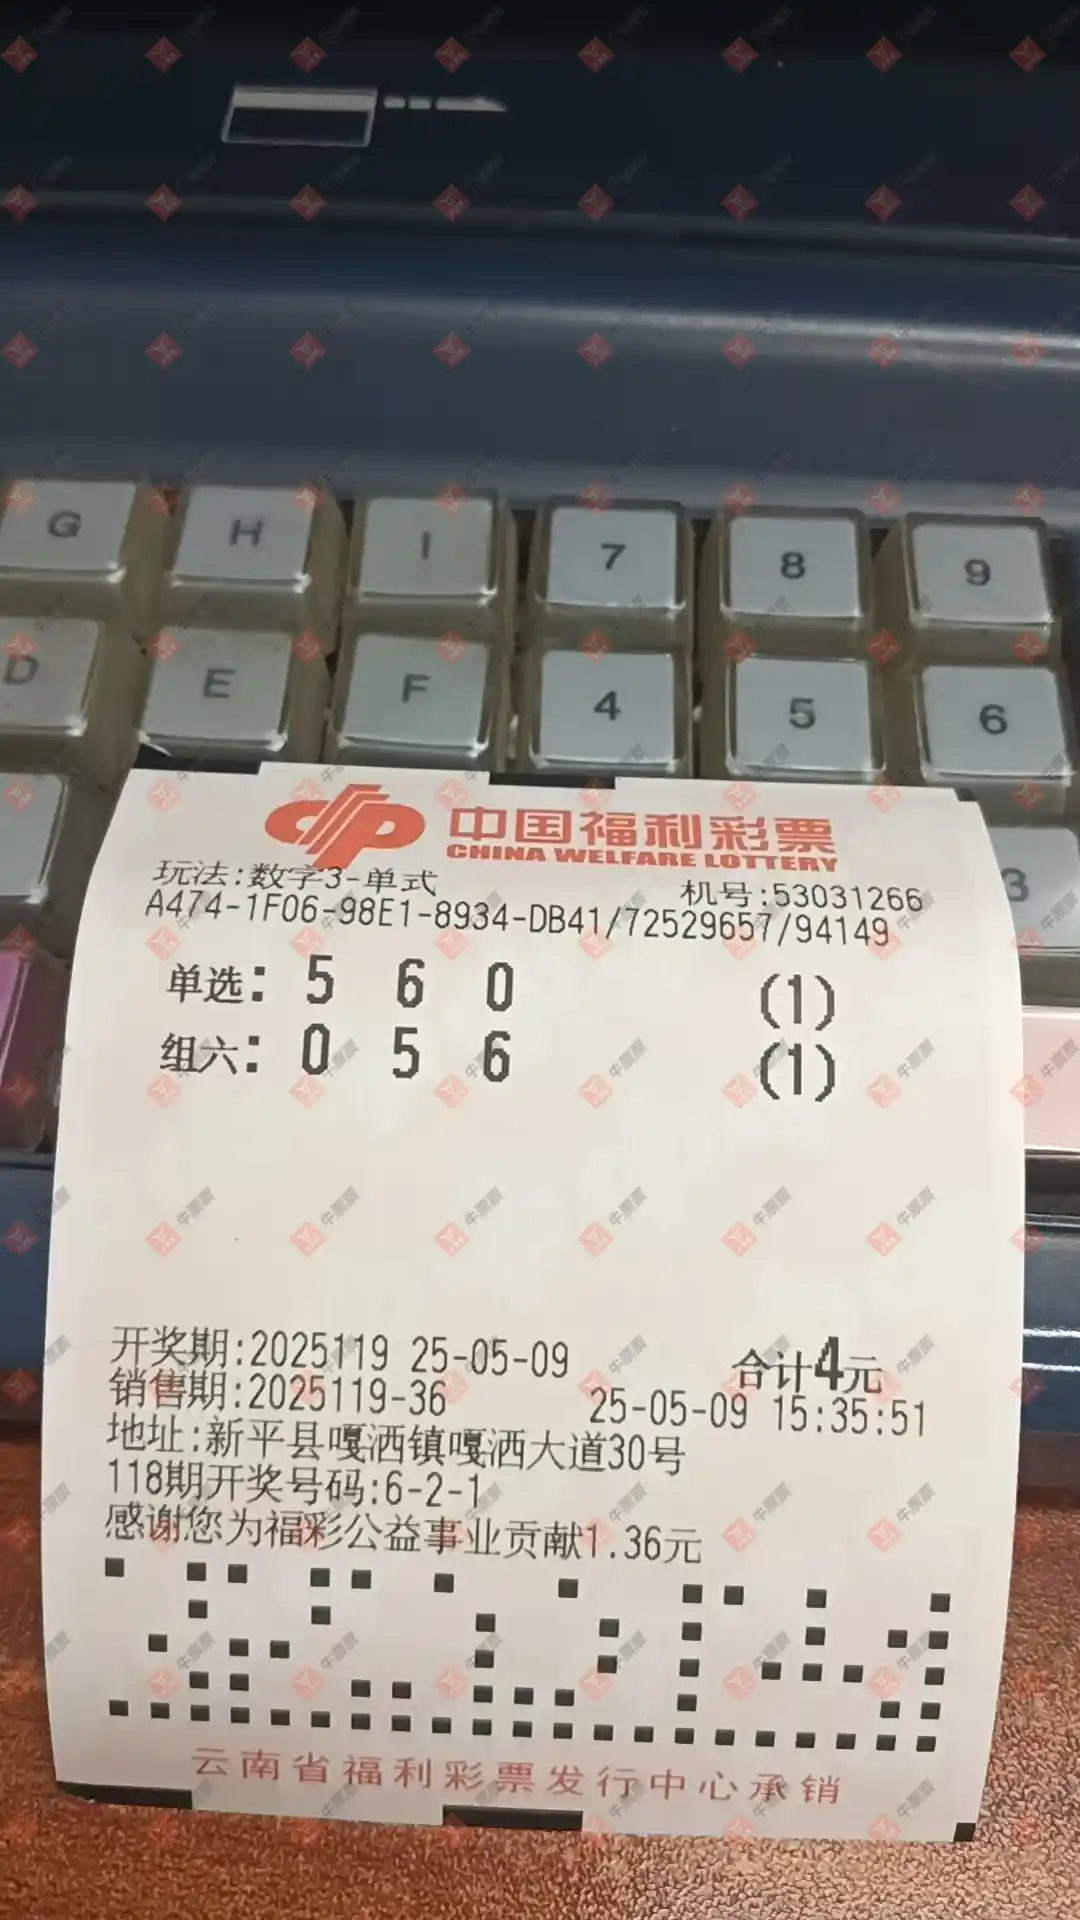 G H I 7 8 9
D E F 4 5 6
3
中国福利彩票
CHINA WELFARE LOTTERY
玩法:数字3-单式
机号:53031266
A474-1F06-98E1-8934-DB41/72529657/94149
单选: 5 6 0 (1)
组六: 0 5 6 (1)
开奖期:2025119 25-05-09 合计4元
销售期:2025119-36 25-05-09 15:35:51
地址:新平县嘎洒镇嘎洒大道30号
118期开奖号码:6-2-1
感谢您为福彩公益事业贡献1.36元
云南省福利彩票发行中心承销
牛票票